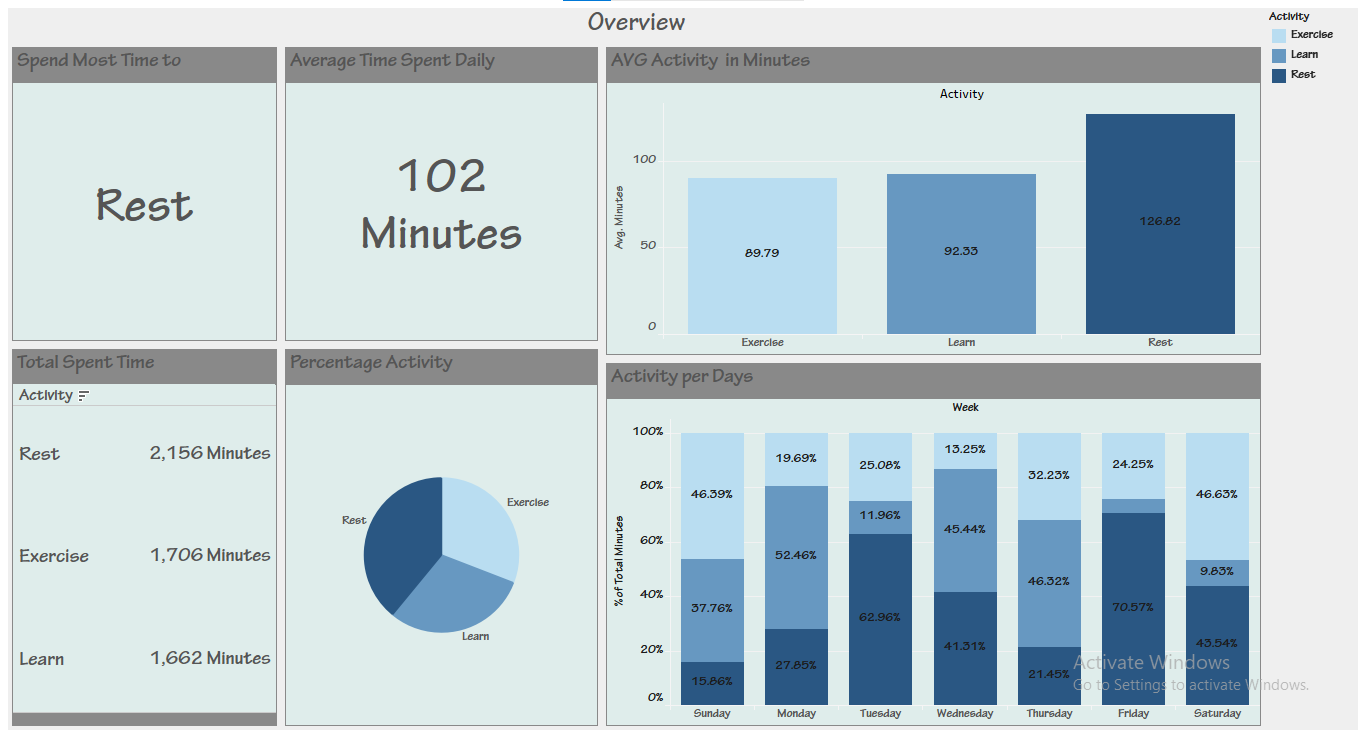 Overview
Activity
Exercise
Learn
Rest
Spend Most Time to
Rest
Average Time Spent Daily
102
Minutes
AVG Activity in Minutes
Activity
Avg. Minutes
100
50
0
89.79
92.33
126.82
Exercise
Learn
Rest
Total Spent Time
Activity
Rest 2,156 Minutes
Exercise 1,706 Minutes
Learn 1,662 Minutes
Percentage Activity
Exercise
Rest
Learn
Activity per Days
Week
% of Total Minutes
100%
80%
60%
40%
20%
0%
46.39%
37.76%
15.86%
19.69%
52.46%
27.85%
25.08%
11.96%
62.96%
13.25%
45.44%
41.31%
32.23%
46.32%
21.45%
24.25%
70.57%
46.63%
9.83%
43.54%
Sunday
Monday
Tuesday
Wednesday
Thursday
Friday
Saturday
Activate Windows
Go to Settings to activate Windows.